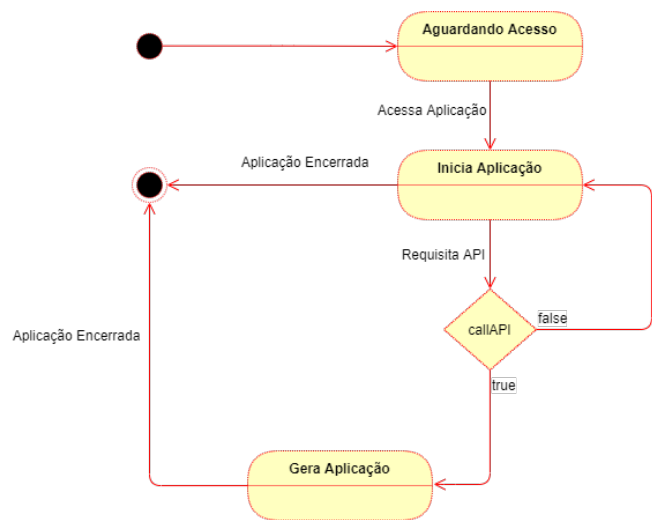 Aguardando Acesso
Acessa Aplicação
Aplicação Encerrada
Inicia Aplicação
Requisita API
callAPI
false
Aplicação Encerrada
true
Gera Aplicação